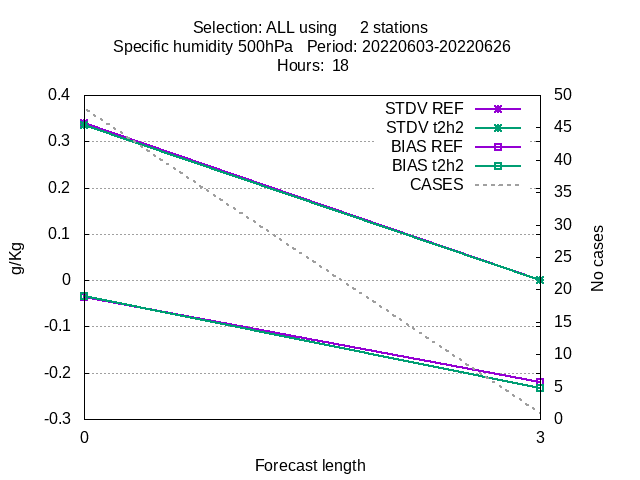 Selection: ALL using     2 stations
Specific humidity 500hPa   Period: 20220603-20220626
Hours:  18
0.4
0.3
0.2
0.1
0
-0.1
-0.2
-0.3
50
45
40
35
30
25
20
15
10
5
0
STDV REF
STDV t2h2
BIAS REF
BIAS t2h2
CASES
g/Kg
No cases
0
3
Forecast length